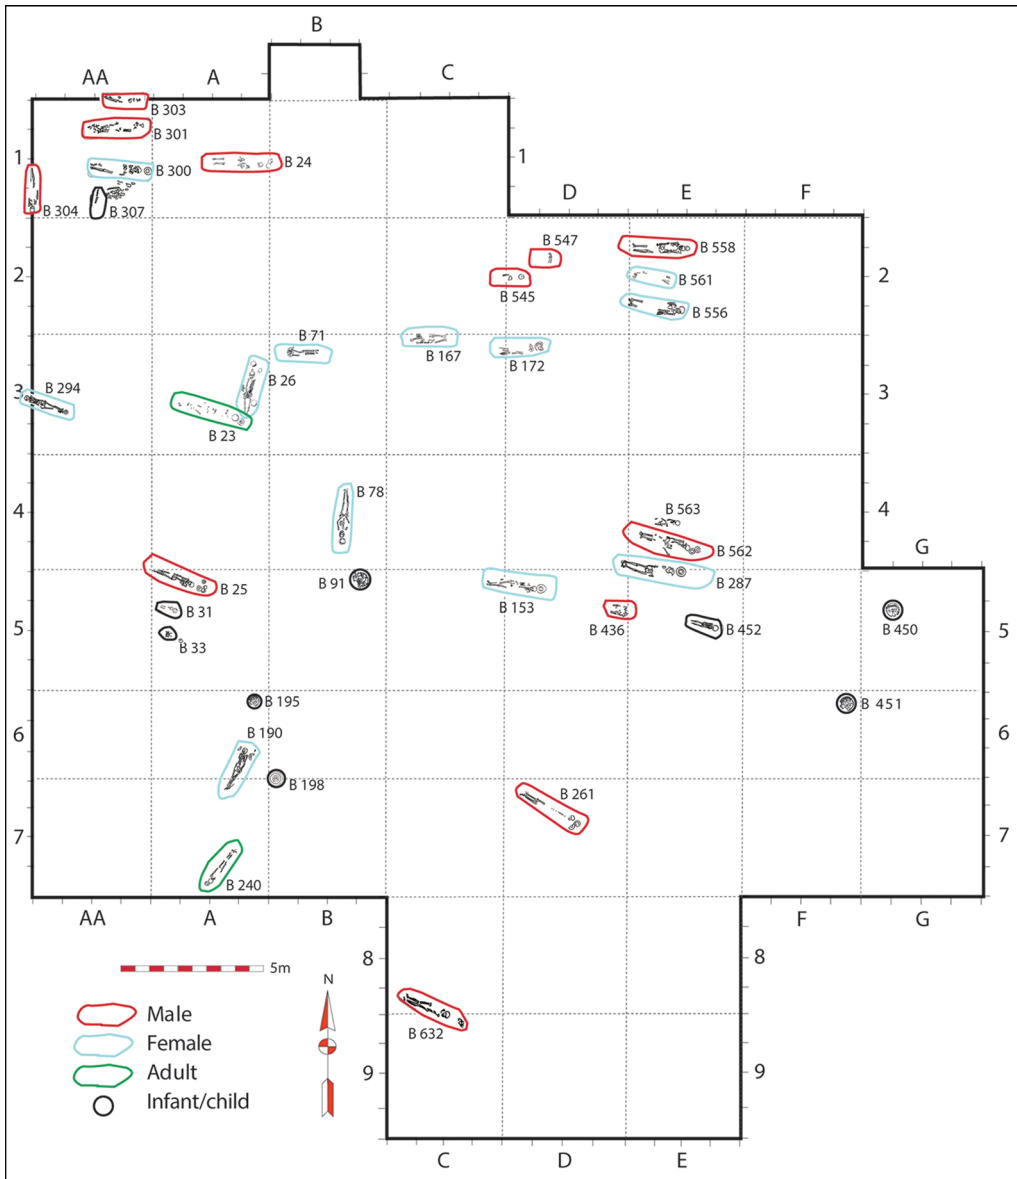 B
AA A C
B 303
B 301
1 B 300 B 24 1
B 304 B 307
D E F
B 547 B 558
2 B 545 B 561 2
B 556
B 71
B 167 B 172
B 26
3 B 294 3
B 23
B 78
4 B 563 4
B 562
G
B 91 B 287
B 25
B 153
B 31
5 B 436 B 452 B 450 5
B 33
B 195 B 451
6 B 190 6
B 198
B 261
7 7
B 240
AA A B F G
8 8
5m
N
Male
B 632
Female
9 9
Adult
Infant/child
C D E